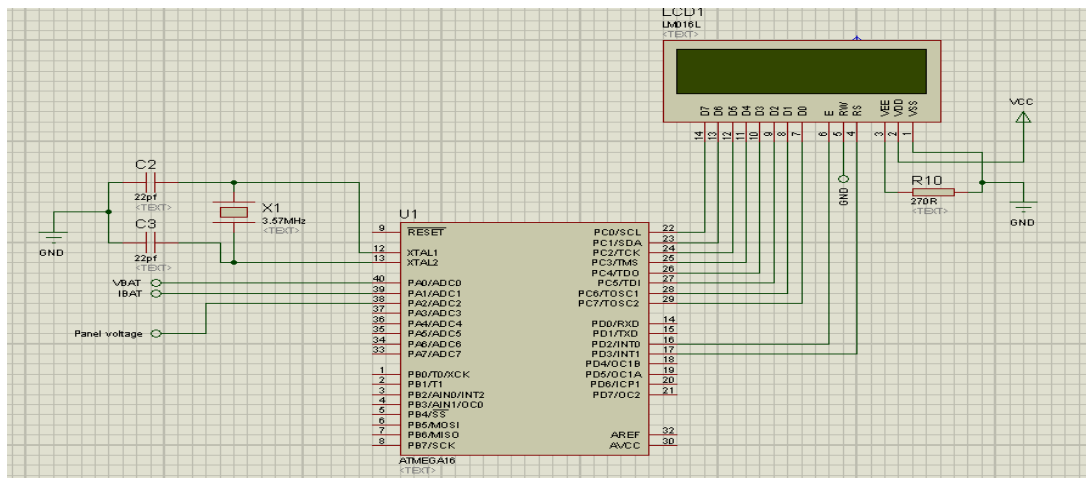 LCD1
LM016L
<TEXT>
D7 D6 D5 D4 D3 D2 D1 D0 E RW RS VEE VDD VSS
14 13 12 11 10 9 8 7 6 5 4 3 2 1
VCC
GND
R10
270R
<TEXT>
GND
C2
22pf
<TEXT>
X1
3.57MHz
<TEXT>
C3
22pf
<TEXT>
GND
VBAT
IBAT
Panel voltage
U1
9 RESET PC0/SCL 22
PC1/SDA 23
12 XTAL1 PC2/TCK 24
PC3/TMS 25
13 XTAL2 PC4/TDO 26
40 PA0/ADC0 PC5/TDI 27
39 PA1/ADC1 PC6/TOSC1 28
38 PA2/ADC2 PC7/TOSC2 29
37 PA3/ADC3
36 PA4/ADC4 PD0/RXD 14
35 PA5/ADC5 PD1/TXD 15
34 PA6/ADC6 PD2/INT0 16
33 PA7/ADC7 PD3/INT1 17
PD4/OC1B 18
1 PB0/T0/XCK PD5/OC1A 19
2 PB1/T1 PD6/ICP1 20
3 PB2/AIN0/INT2 PD7/OC2 21
4 PB3/AIN1/OC0
5 PB4/SS
6 PB5/MOSI
7 PB6/MISO AREF 32
8 PB7/SCK AVCC 30
ATMEGA16
<TEXT>